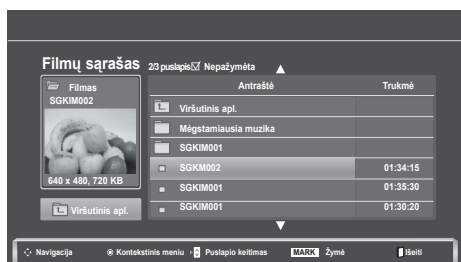 Filmų sąrašas 2/3 puslapis☑ Nepažymėta
Filmas
SGKIM002
640 x 480, 720 KB
Viršutinis apl.
Antraštė Trukmė
Viršutinis apl.
Mėgstamiausia muzika
SGKIM001
SGKIM002 01:34:15
SGKIM001 01:35:30
SGKIM001 01:30:20
Navigacija Kontekstinis meniu Puslapio keitimas MARK Žymė Išeiti